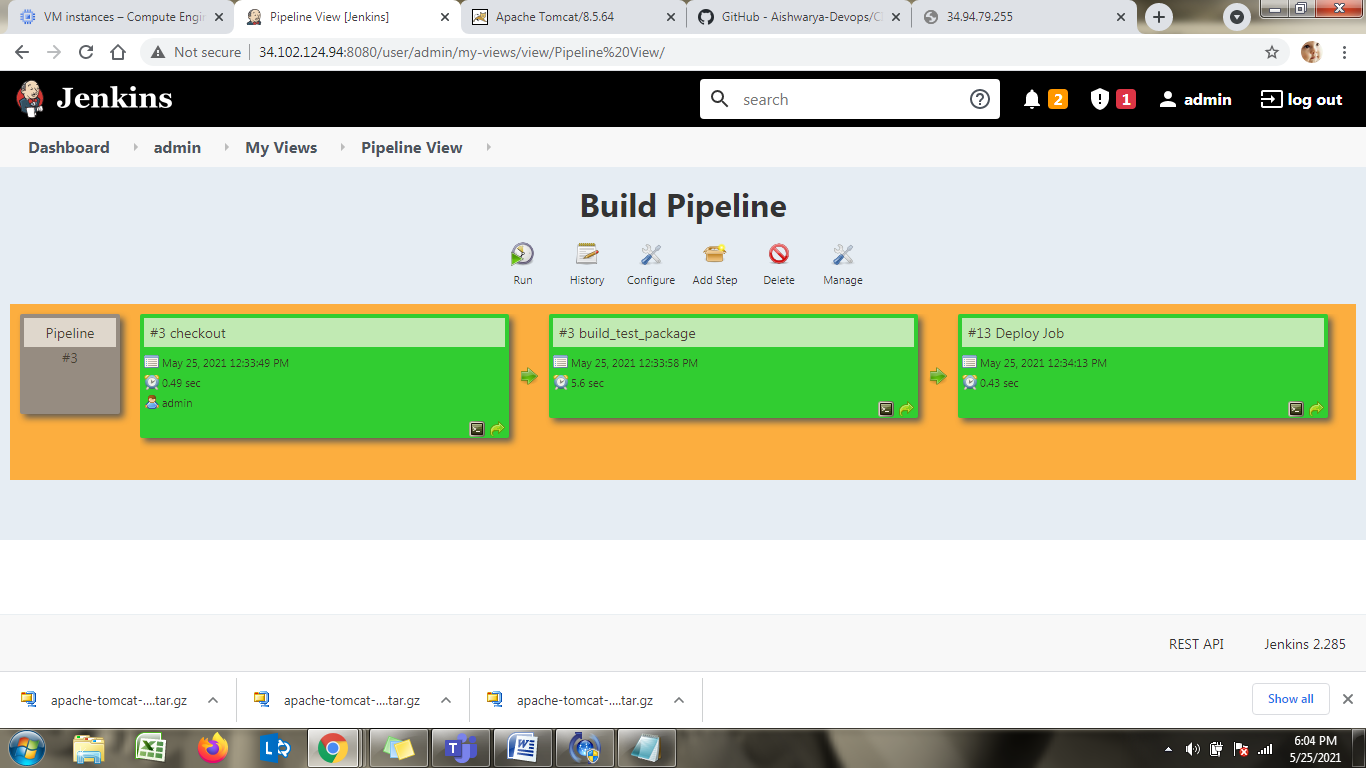 VM instances – Compute Engin
Pipeline View [Jenkins]
Apache Tomcat/8.5.64
GitHub - Aishwarya-Devops/C
34.94.79.255
Not secure
34.102.124.94:8080/user/admin/my-views/view/Pipeline%20View/
Jenkins
search
2
1
admin
log out
Dashboard
admin
My Views
Pipeline View
Build Pipeline
Run
History
Configure
Add Step
Delete
Manage
Pipeline
#3
#3 checkout
May 25, 2021 12:33:49 PM
0.49 sec
admin
#3 build_test_package
May 25, 2021 12:33:58 PM
5.6 sec
#13 Deploy Job
May 25, 2021 12:34:13 PM
0.43 sec
REST API
Jenkins 2.285
apache-tomcat-....tar.gz
apache-tomcat-....tar.gz
apache-tomcat-....tar.gz
Show all
6:04 PM
5/25/2021